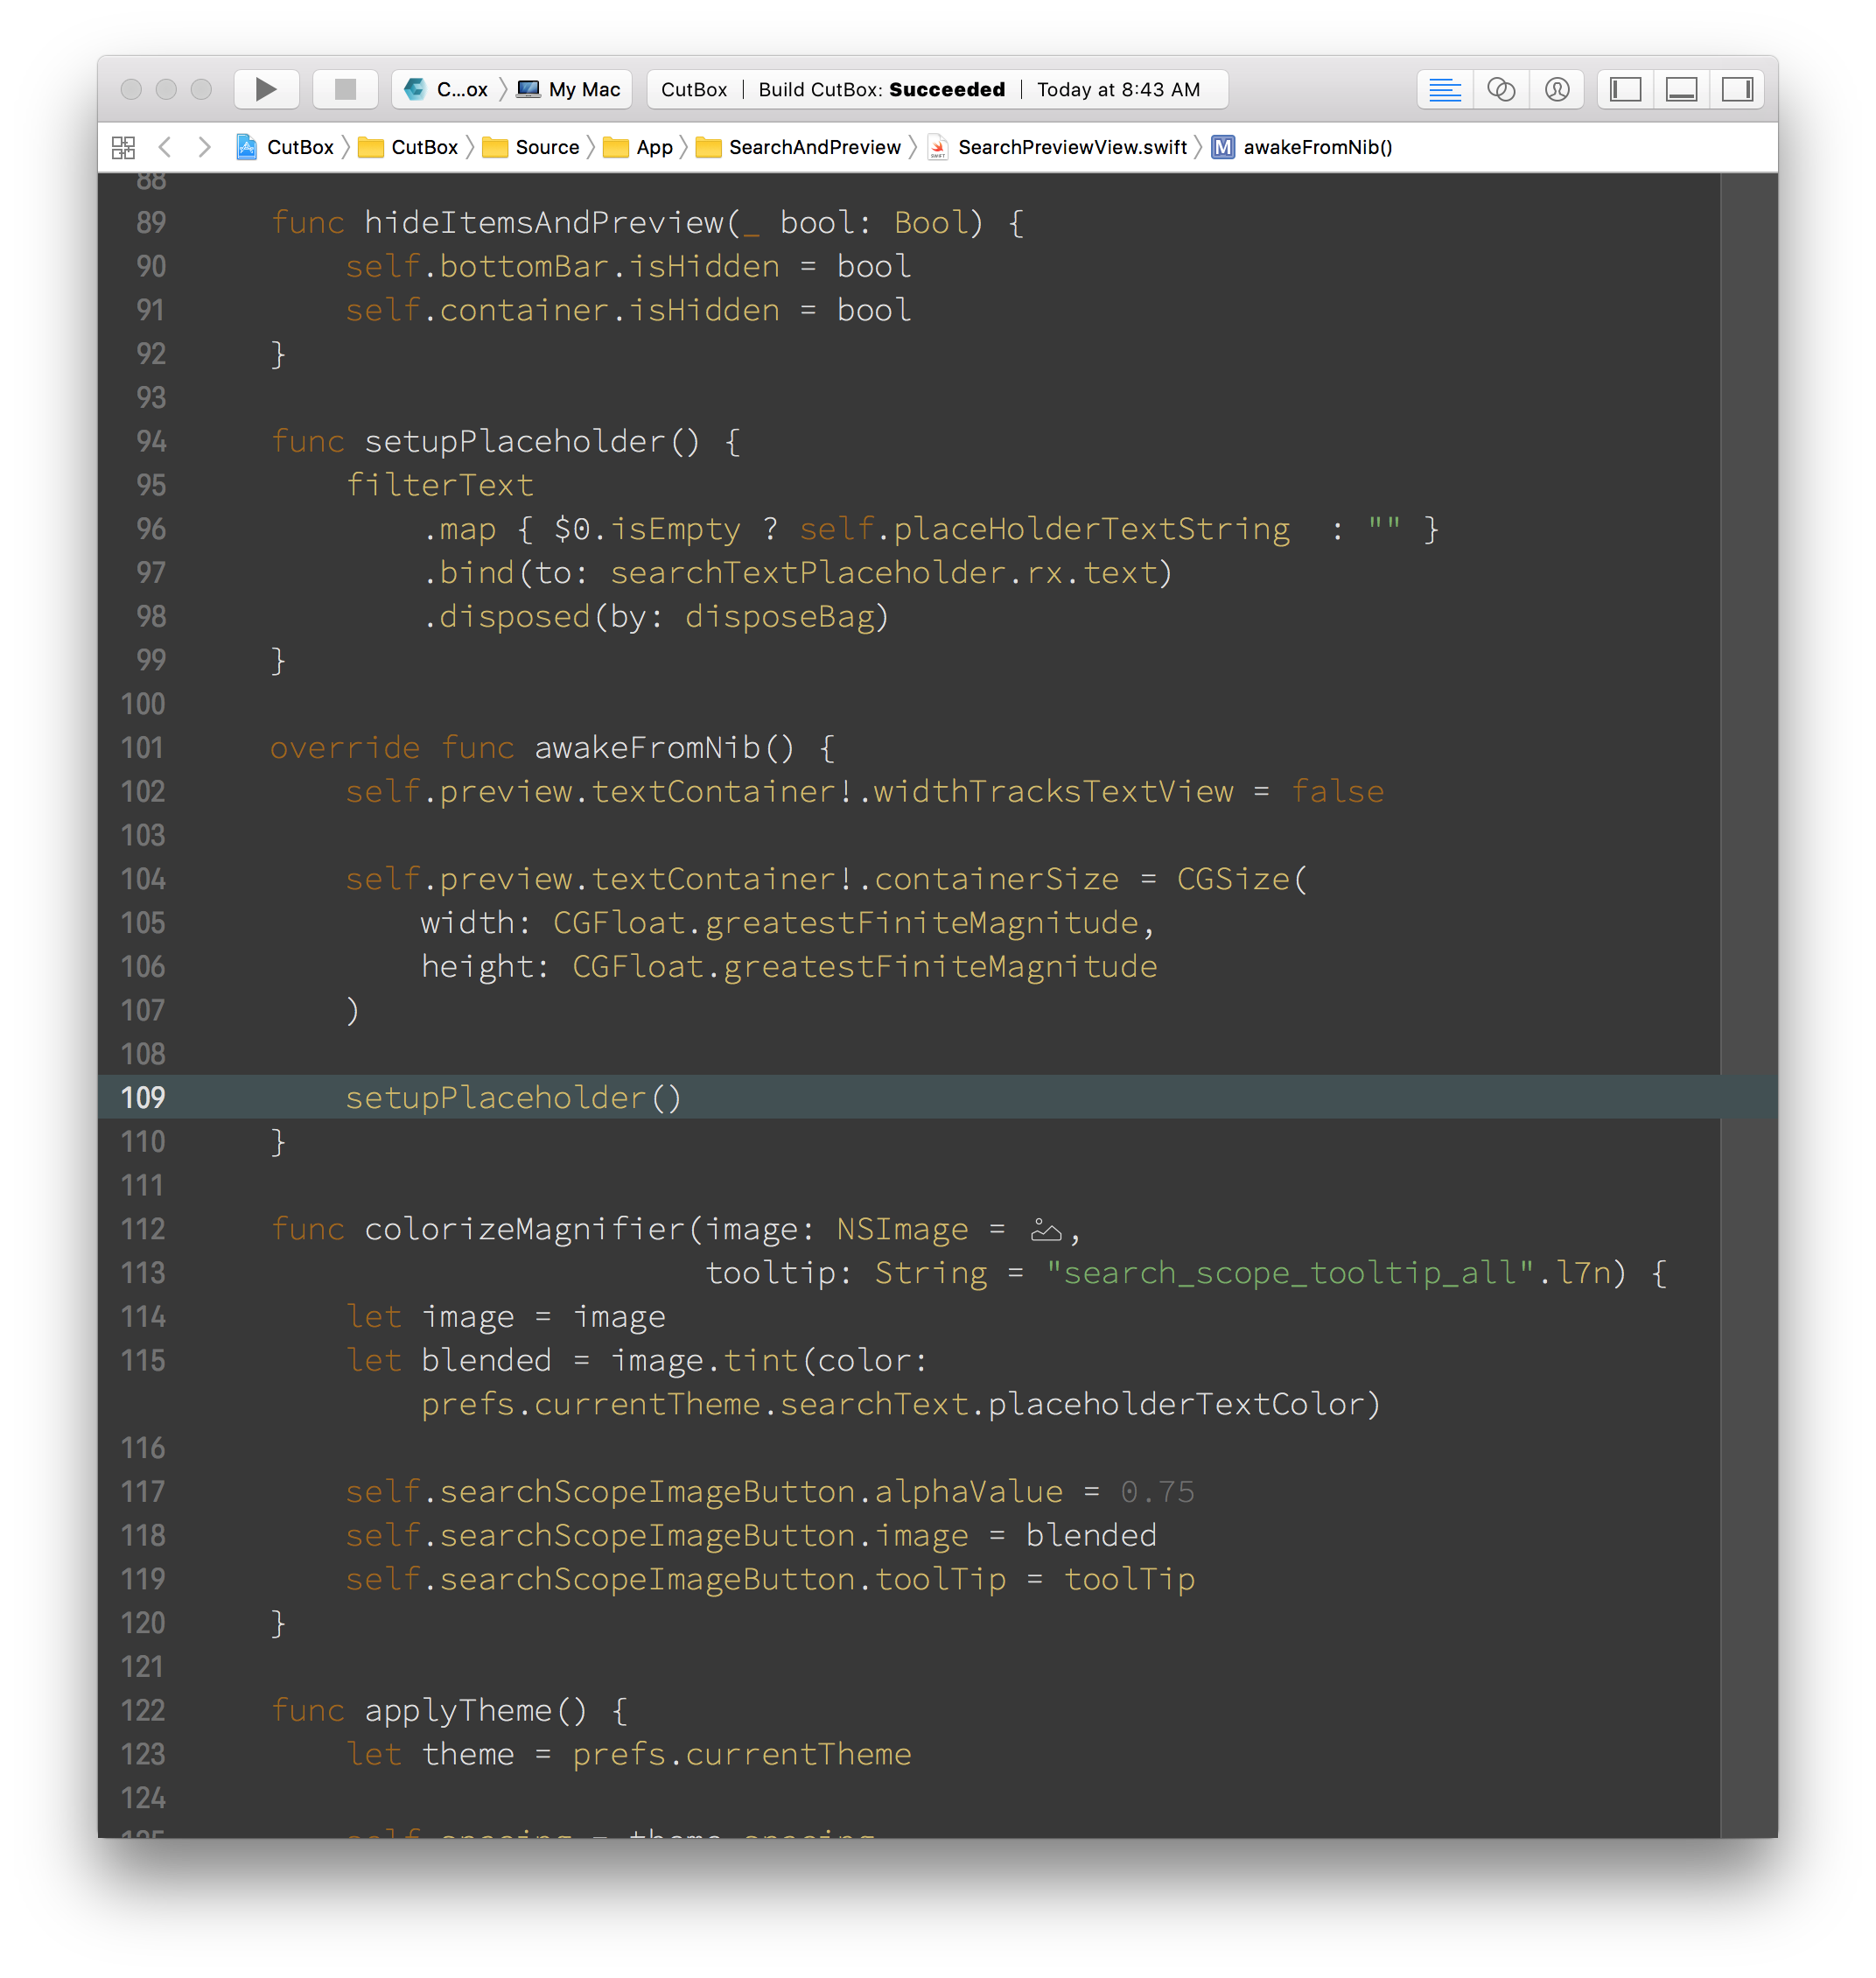 C...ox My Mac CutBox | Build CutBox: Succeeded | Today at 8:43 AM
CutBox CutBox Source App SearchAndPreview SearchPreviewView.swift M awakeFromNib()
88
89 func hideItemsAndPreview(_ bool: Bool) {
90 self.bottomBar.isHidden = bool
91 self.container.isHidden = bool
92 }
93
94 func setupPlaceholder() {
95 filterText
96 .map { $0.isEmpty ? self.placeHolderTextString  : "" }
97 .bind(to: searchTextPlaceholder.rx.text)
98 .disposed(by: disposeBag)
99 }
100
101 override func awakeFromNib() {
102 self.preview.textContainer!.widthTracksTextView = false
103
104 self.preview.textContainer!.containerSize = CGSize(
105 width: CGFloat.greatestFiniteMagnitude,
106 height: CGFloat.greatestFiniteMagnitude
107 )
108
109 setupPlaceholder()
110 }
111
112 func colorizeMagnifier(image: NSImage = ,
113 tooltip: String = "search_scope_tooltip_all".l7n) {
114 let image = image
115 let blended = image.tint(color:
prefs.currentTheme.searchText.placeholderTextColor)
116
117 self.searchScopeImageButton.alphaValue = 0.75
118 self.searchScopeImageButton.image = blended
119 self.searchScopeImageButton.toolTip = toolTip
120 }
121
122 func applyTheme() {
123 let theme = prefs.currentTheme
124
125 self.spacing = theme.spacing